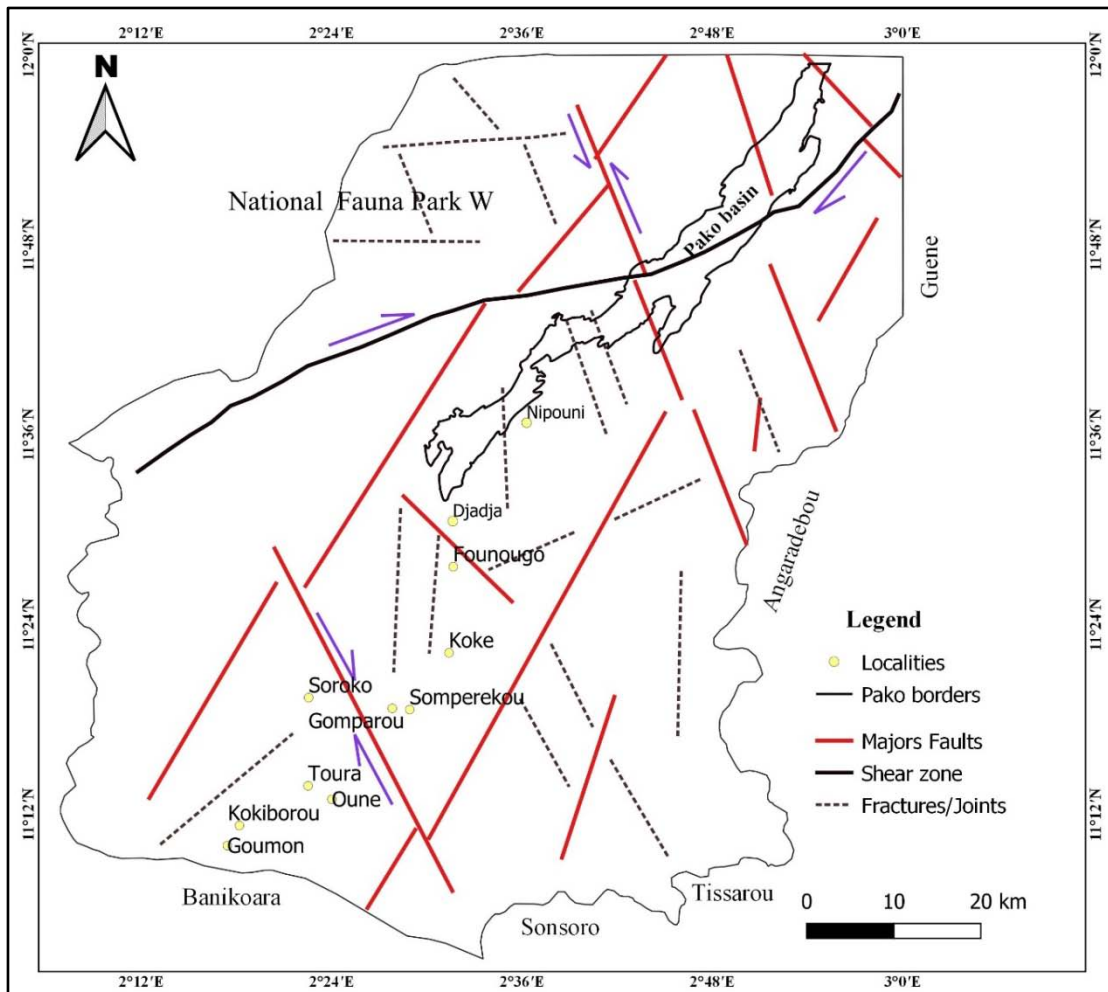 2°12'E 2°24'E 2°36'E 2°48'E 3°0'E
12°0'N
12°0'N
N
National Fauna Park W
Pako basin
11°48'N
11°48'N
Guene
11°36'N
11°36'N
Nipouni
Djadja
Founougo
Angaradebou
11°24'N
11°24'N
Koke
Soroko
Somperekou
Gomparou
Toura
Oune
Kokiborou
Goumon
11°12'N
11°12'N
Banikoara
Sonsoro
Tissarou
Legend
Localities
Pako borders
Majors Faults
Shear zone
Fractures/Joints
0 10 20 km
2°12'E 2°24'E 2°36'E 2°48'E 3°0'E